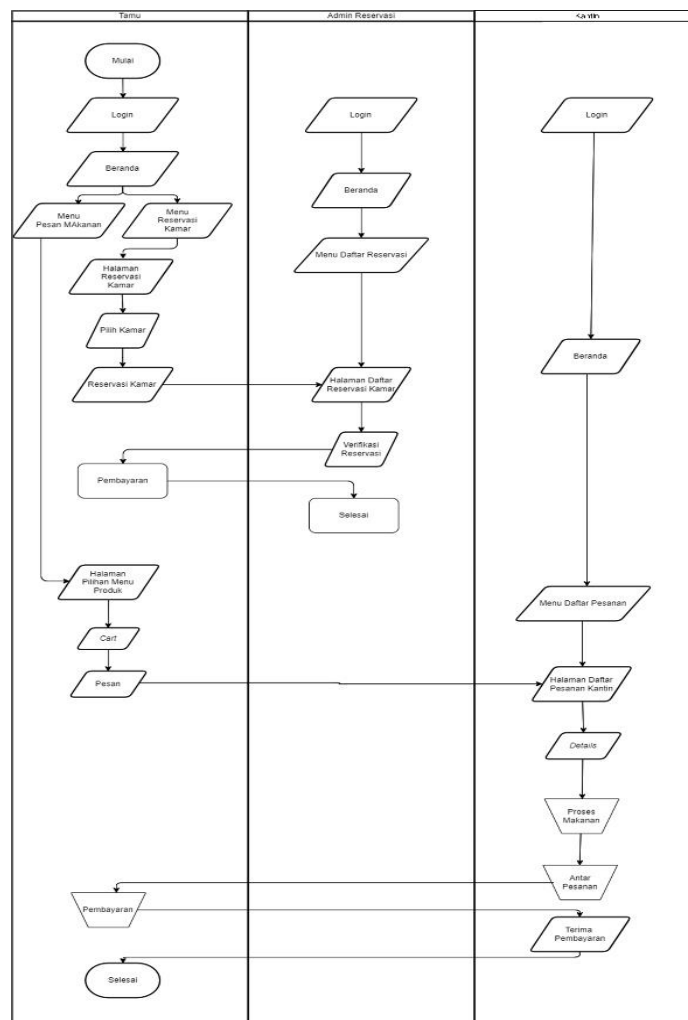 Tamu
Admin Reservasi
Kantin
Mulai
Login
Login
Login
Beranda
Beranda
Menu
Pesan MAkanan
Menu
Reservasi
Kamar
Menu Daftar Reservasi
Halaman
Reservasi
Kamar
Pilih Kamar
Beranda
Reservasi Kamar
Halaman Daftar
Reservasi Kamar
Verifikasi
Reservasi
Pembayaran
Selesai
Halaman
Pilihan Menu
Produk
Menu Daftar Pesanan
Cart
Pesan
Halaman Daftar
Pesanan Kantin
Details
Proses
Makanan
Antar
Pesanan
Pembayaran
Terima
Pembayaran
Selesai